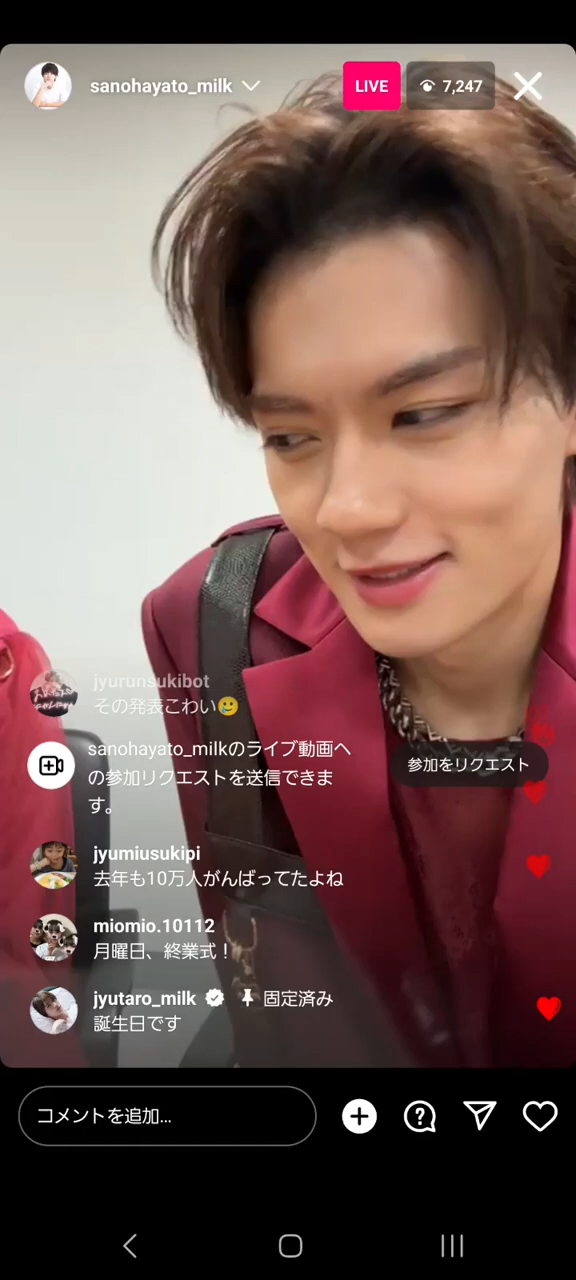 sanohayato_milk
LIVE
7,247
jyurunsukibot
その発表こわい🥲
sanohayato_milkのライブ動画へ
の参加リクエストを送信できま
す。
参加をリクエスト
jyumiusukipi
去年も10万人がんばってたよね
miomio.10112
月曜日、終業式！
jyutaro_milk 固定済み
誕生日です
コメントを追加...